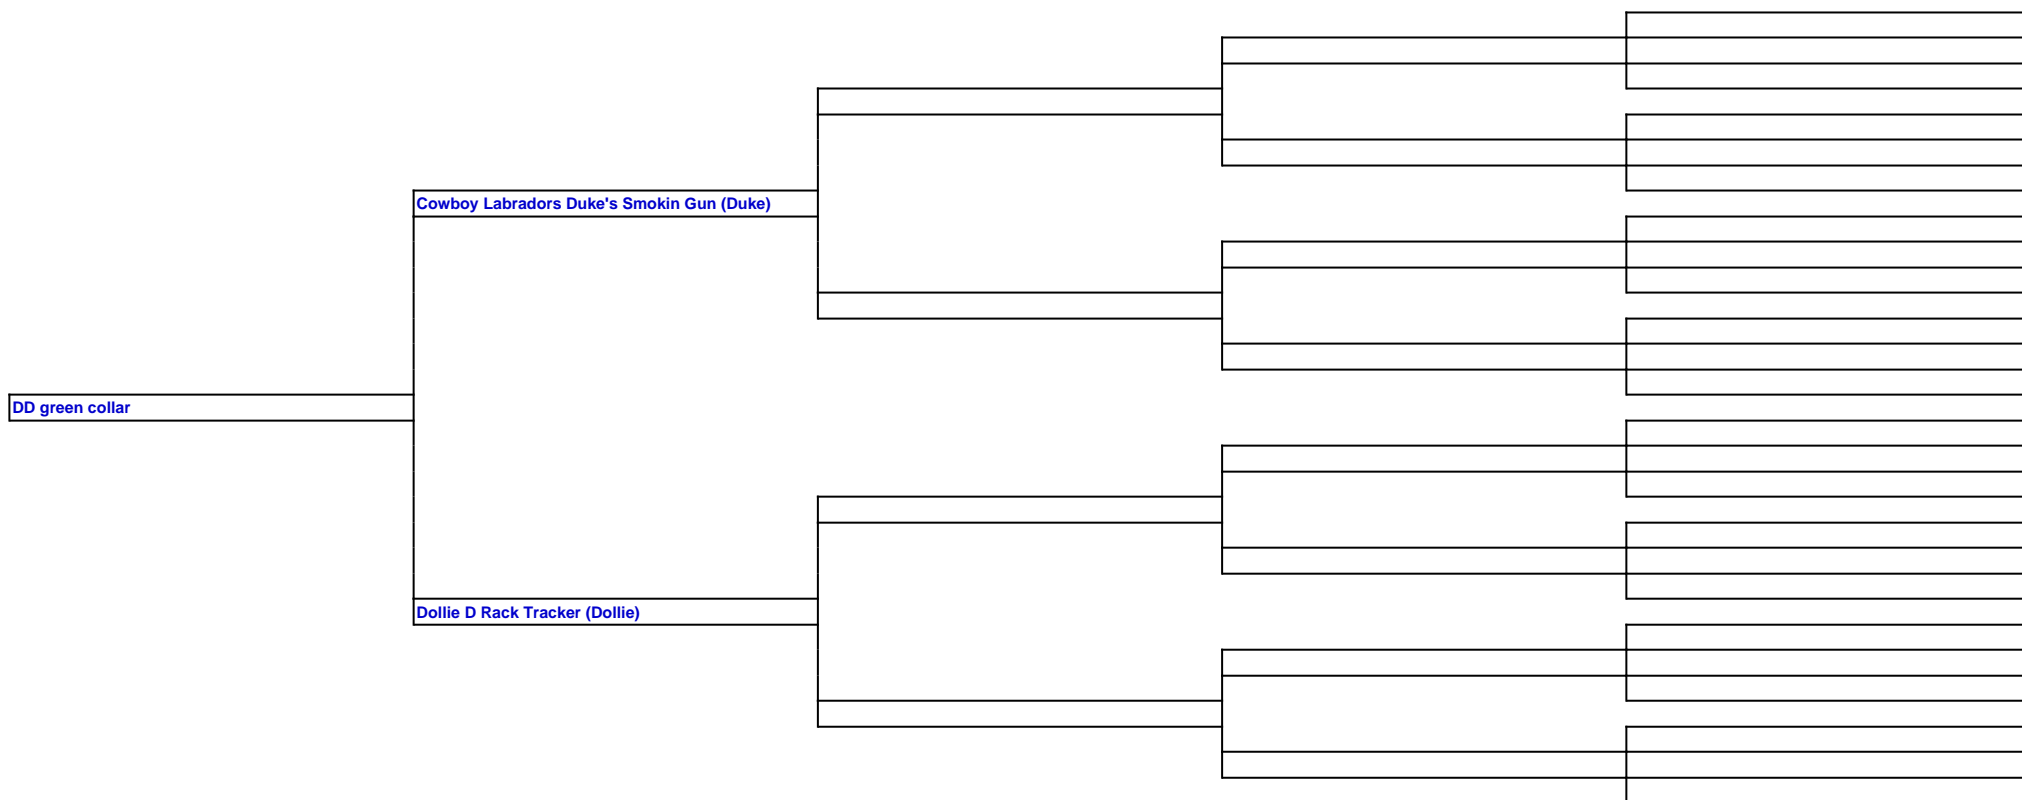 Cowboy Labradors Duke's Smokin Gun (Duke)
DD green collar
Dollie D Rack Tracker (Dollie)